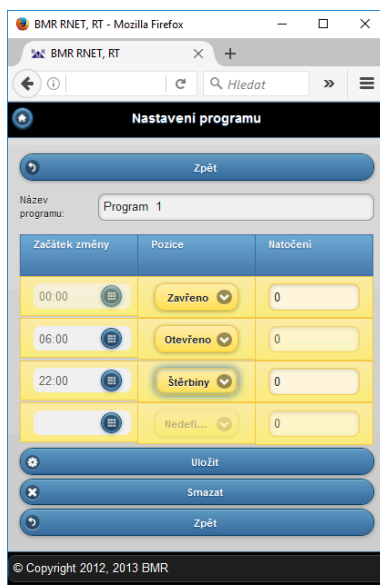 BMR RNET, RT - Mozilla Firefox
BMR RNET, RT
Hledat
Nastavení programu
Zpět
Název programu: Program 1
Začátek změny Pozice Natočení
00:00 Zavřeno 0
06:00 Otevřeno 0
22:00 Štěrbiny 0
Nedefi... 0
Uložit
Smazat
Zpět
© Copyright 2012, 2013 BMR